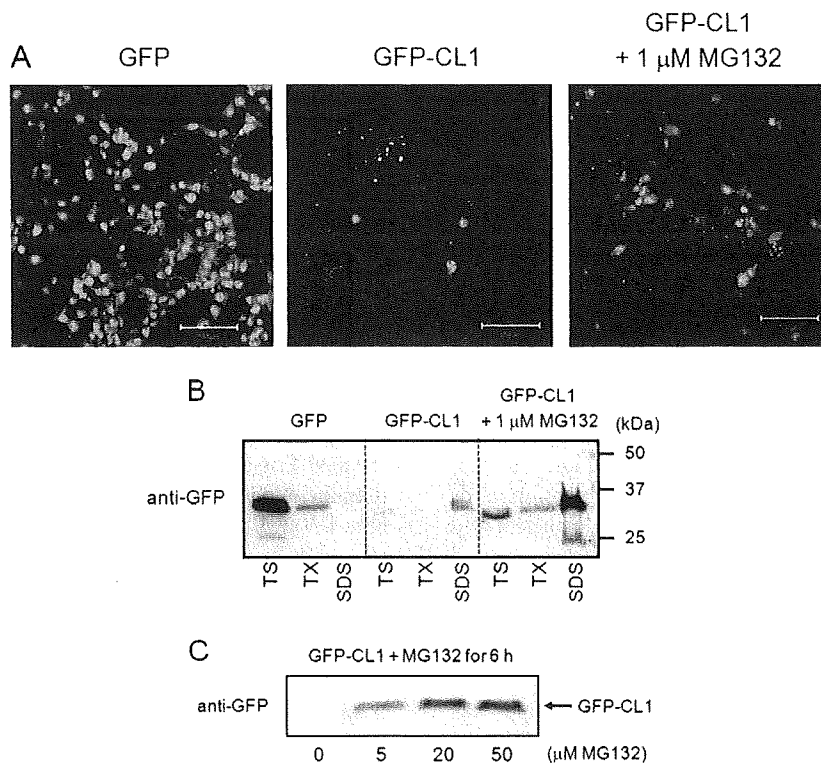 A
GFP
GFP-CL1
GFP-CL1
+ 1 μM MG132
B
GFP
GFP-CL1
GFP-CL1
+ 1 μM MG132
(kDa)
anti-GFP
50
37
25
TS
TX
SDS
TS
TX
SDS
TS
TX
SDS
C
GFP-CL1 + MG132 for 6 h
anti-GFP
GFP-CL1
0 5 20 50 (μM MG132)